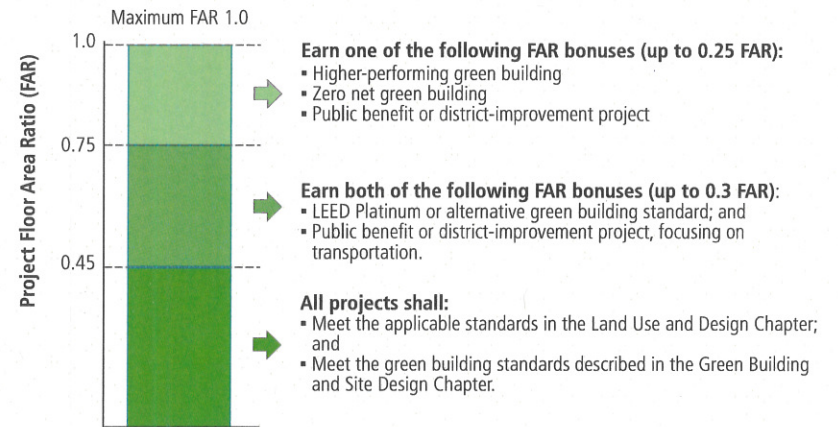 Maximum FAR 1.0
Project Floor Area Ratio (FAR)
1.0
0.75
0.45
Earn one of the following FAR bonuses (up to 0.25 FAR):
▪ Higher-performing green building
▪ Zero net green building
▪ Public benefit or district-improvement project
Earn both of the following FAR bonuses (up to 0.3 FAR):
▪ LEED Platinum or alternative green building standard; and
▪ Public benefit or district-improvement project, focusing on
transportation.
All projects shall:
▪ Meet the applicable standards in the Land Use and Design Chapter;
and
▪ Meet the green building standards described in the Green Building
and Site Design Chapter.